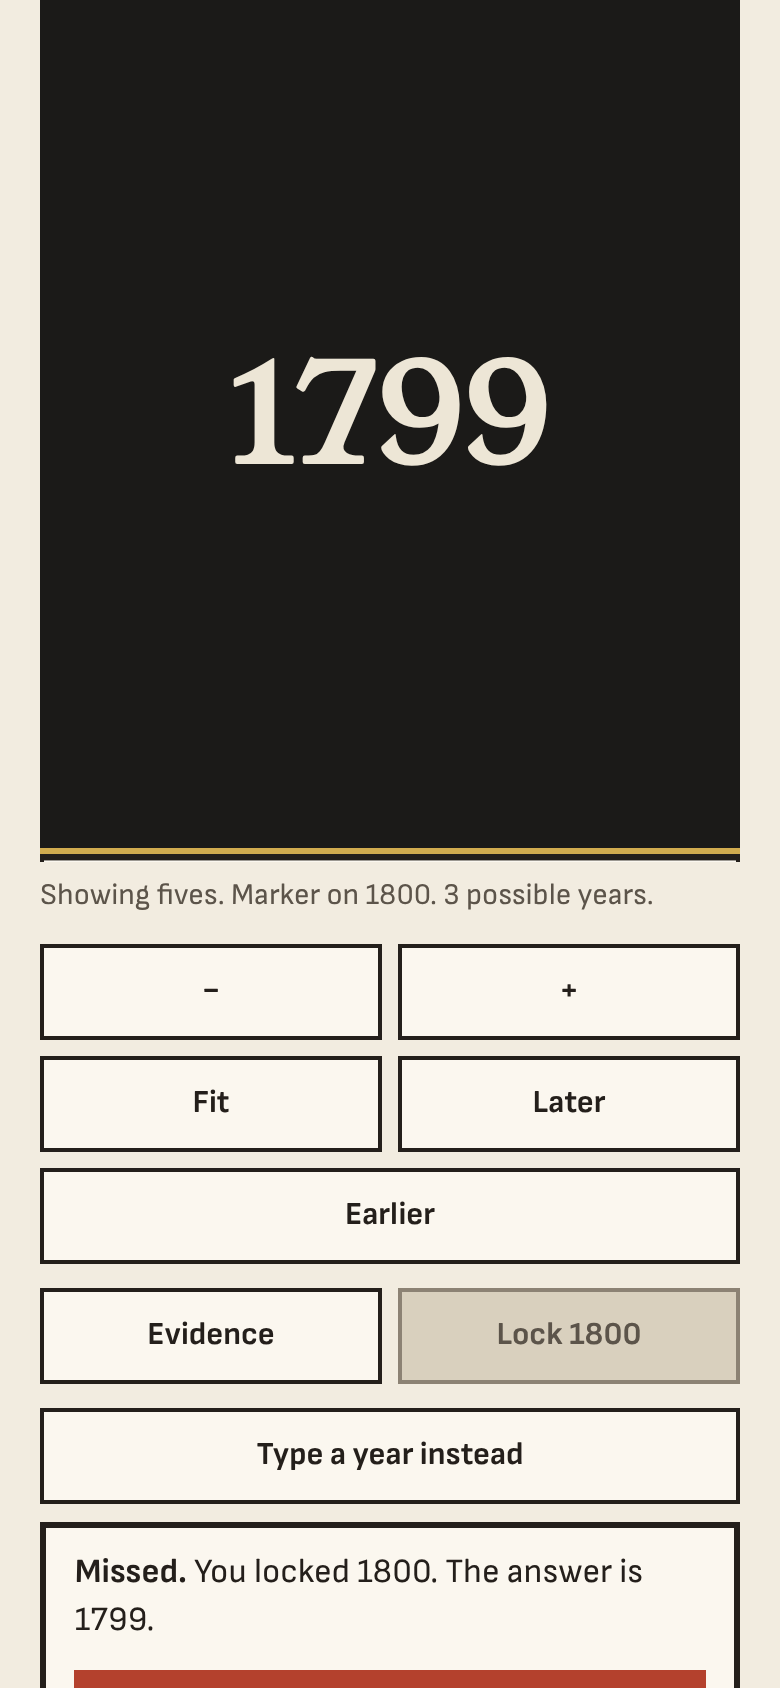 1799
Showing fives. Marker on 1800. 3 possible years.
–
+
Fit
Later
Earlier
Evidence
Lock 1800
Type a year instead
Missed. You locked 1800. The answer is
1799.